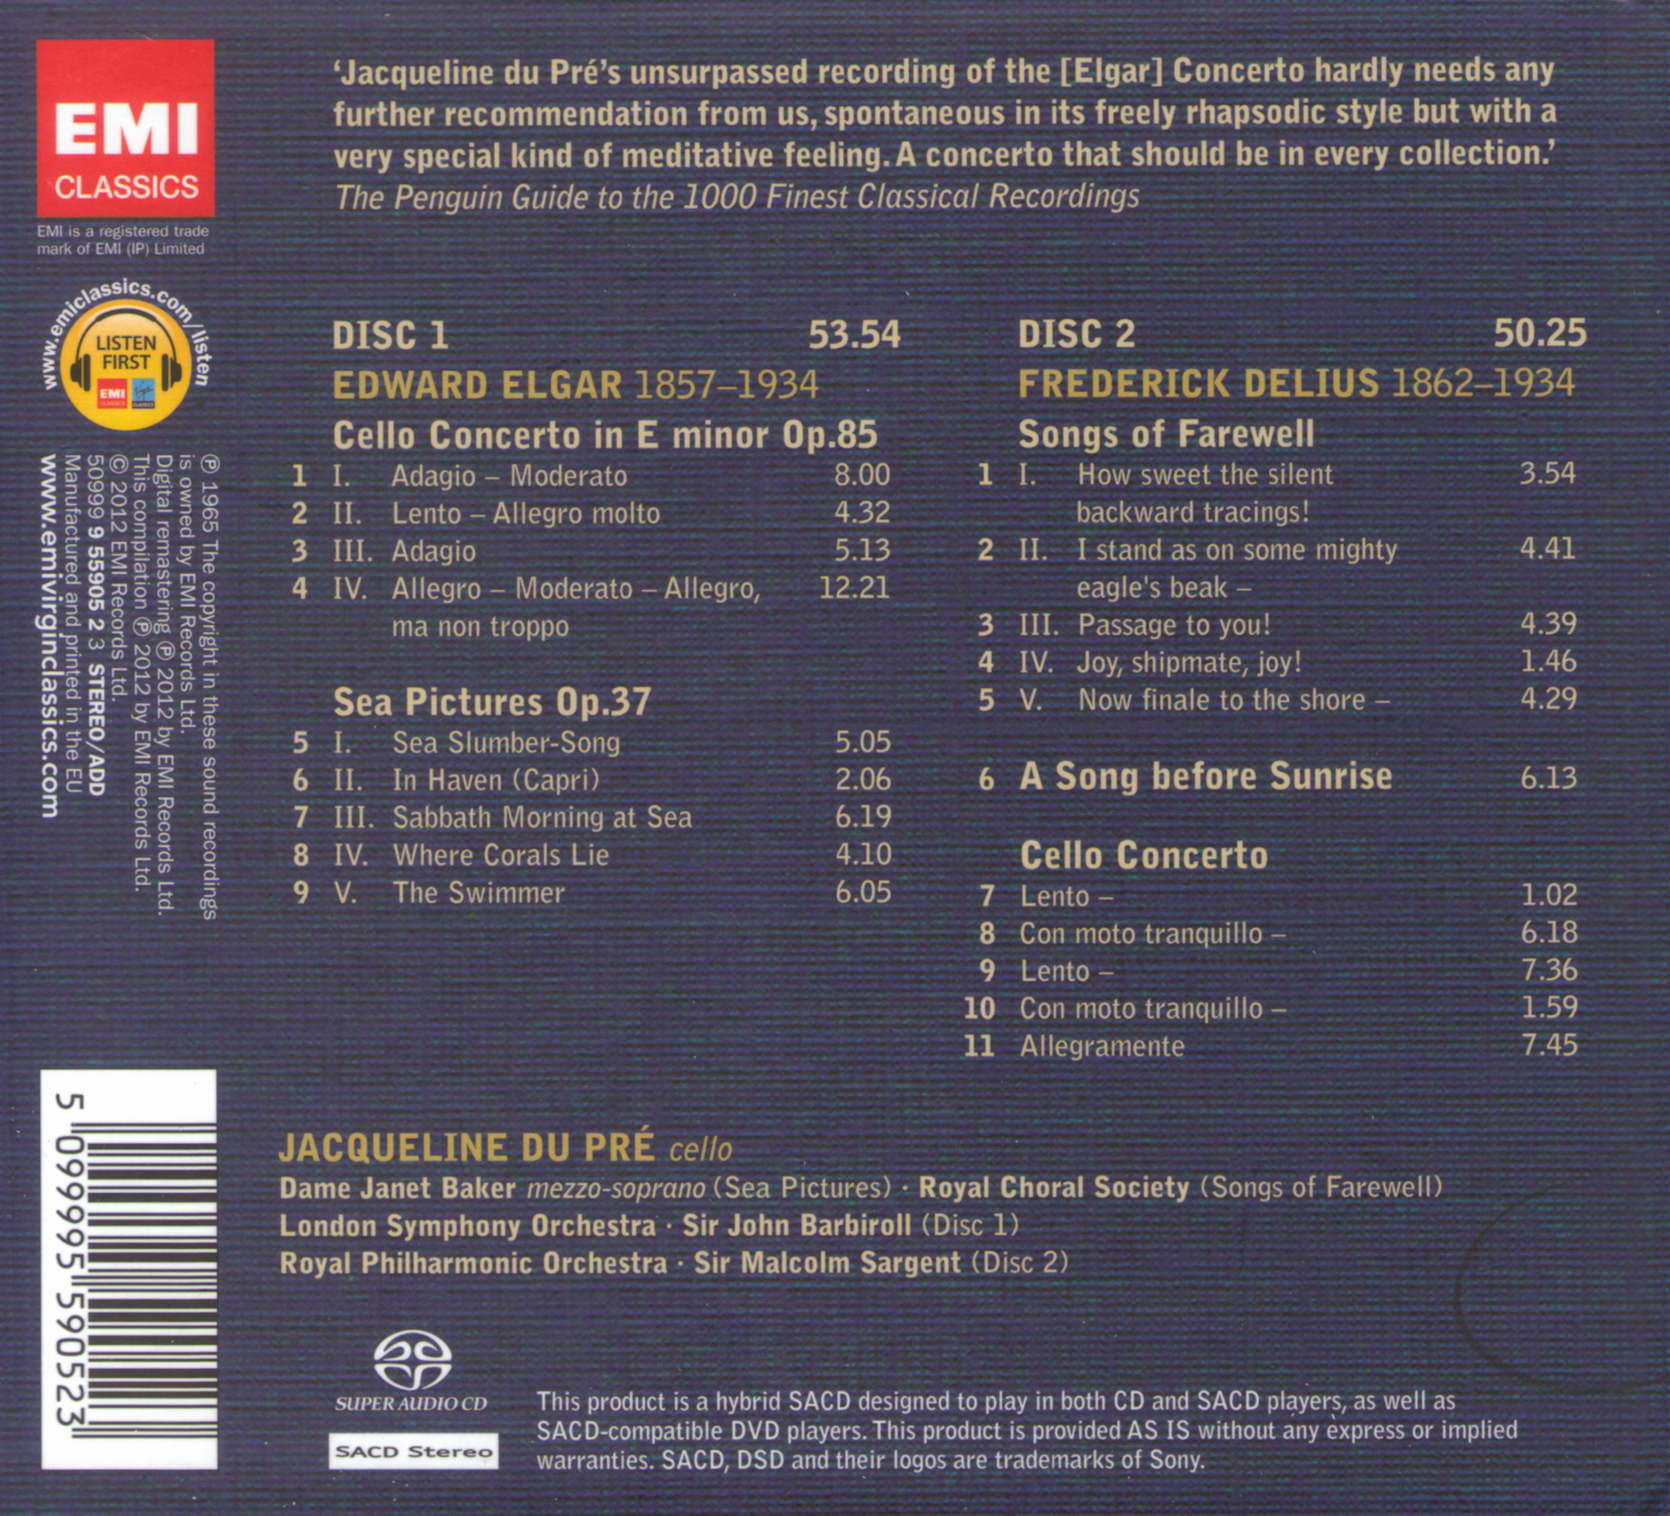 EMI
CLASSICS
EMI is a registered trade
mark of EMI (IP) Limited
www.emiclassics.com/listen
LISTEN
FIRST
EMI
CLASSICS
℗ 1965 The copyright in these sound recordings
is owned by EMI Records Ltd.
Digital remastering ℗ 2012 by EMI Records Ltd.
This compilation ℗ 2012 by EMI Records Ltd.
© 2012 EMI Records Ltd.
50999 9 55905 2 3 STEREO/ADD
Manufactured and printed in the EU
www.emivirginclassics.com
‘Jacqueline du Pré’s unsurpassed recording of the [Elgar] Concerto hardly needs any
further recommendation from us, spontaneous in its freely rhapsodic style but with a
very special kind of meditative feeling. A concerto that should be in every collection.’
The Penguin Guide to the 1000 Finest Classical Recordings
DISC 1 53.54
EDWARD ELGAR 1857–1934
Cello Concerto in E minor Op.85
1 I. Adagio – Moderato 8.00
2 II. Lento – Allegro molto 4.32
3 III. Adagio 5.13
4 IV. Allegro – Moderato – Allegro, 12.21
ma non troppo
Sea Pictures Op.37
5 I. Sea Slumber-Song 5.05
6 II. In Haven (Capri) 2.06
7 III. Sabbath Morning at Sea 6.19
8 IV. Where Corals Lie 4.10
9 V. The Swimmer 6.05
DISC 2 50.25
FREDERICK DELIUS 1862–1934
Songs of Farewell
1 I. How sweet the silent 3.54
backward tracings!
2 II. I stand as on some mighty 4.41
eagle's beak –
3 III. Passage to you! 4.39
4 IV. Joy, shipmate, joy! 1.46
5 V. Now finale to the shore – 4.29
6 A Song before Sunrise 6.13
Cello Concerto
7 Lento – 1.02
8 Con moto tranquillo – 6.18
9 Lento – 7.36
10 Con moto tranquillo – 1.59
11 Allegramente 7.45
JACQUELINE DU PRÉ cello
Dame Janet Baker mezzo-soprano (Sea Pictures) · Royal Choral Society (Songs of Farewell)
London Symphony Orchestra · Sir John Barbiroll (Disc 1)
Royal Philharmonic Orchestra · Sir Malcolm Sargent (Disc 2)
5 099995 590523
SUPER AUDIO CD
SACD Stereo
This product is a hybrid SACD designed to play in both CD and SACD players, as well as
SACD-compatible DVD players. This product is provided AS IS without any express or implied
warranties. SACD, DSD and their logos are trademarks of Sony.